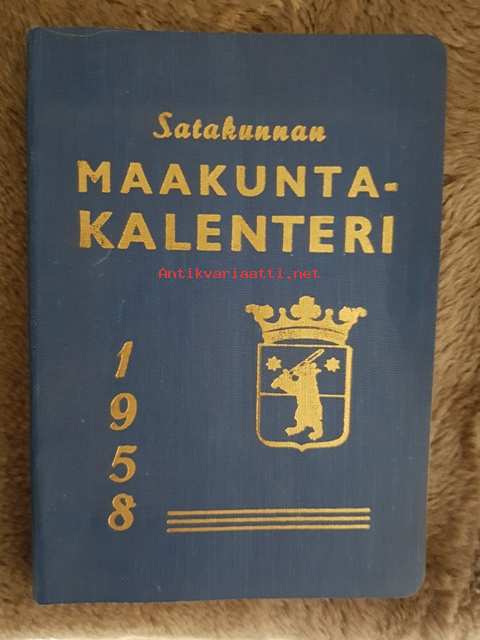 Satakunnan
MAAKUNTA-
KALENTERI
Antikvariaatti.net
1
9
5
8